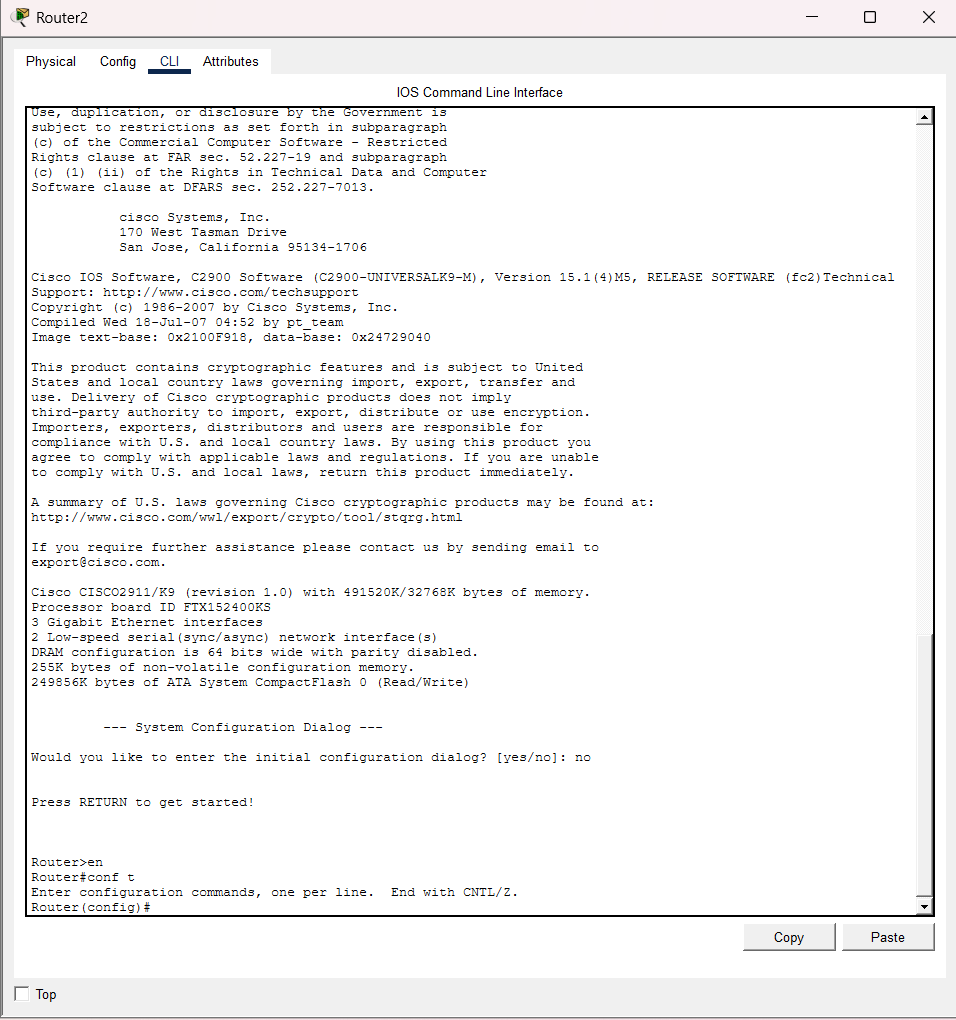 Router2
Physical Config CLI Attributes
IOS Command Line Interface
Use, duplication, or disclosure by the Government is
subject to restrictions as set forth in subparagraph
(c) of the Commercial Computer Software - Restricted
Rights clause at FAR sec. 52.227-19 and subparagraph
(c) (1) (ii) of the Rights in Technical Data and Computer
Software clause at DFARS sec. 252.227-7013.
cisco Systems, Inc.
170 West Tasman Drive
San Jose, California 95134-1706
Cisco IOS Software, C2900 Software (C2900-UNIVERSALK9-M), Version 15.1(4)M5, RELEASE SOFTWARE (fc2)Technical
Support: http://www.cisco.com/techsupport
Copyright (c) 1986-2007 by Cisco Systems, Inc.
Compiled Wed 18-Jul-07 04:52 by pt_team
Image text-base: 0x2100F918, data-base: 0x24729040
This product contains cryptographic features and is subject to United
States and local country laws governing import, export, transfer and
use. Delivery of Cisco cryptographic products does not imply
third-party authority to import, export, distribute or use encryption.
Importers, exporters, distributors and users are responsible for
compliance with U.S. and local country laws. By using this product you
agree to comply with applicable laws and regulations. If you are unable
to comply with U.S. and local laws, return this product immediately.
A summary of U.S. laws governing Cisco cryptographic products may be found at:
http://www.cisco.com/wwl/export/crypto/tool/stqrg.html
If you require further assistance please contact us by sending email to
export@cisco.com.
Cisco CISCO2911/K9 (revision 1.0) with 491520K/32768K bytes of memory.
Processor board ID FTX152400KS
3 Gigabit Ethernet interfaces
2 Low-speed serial(sync/async) network interface(s)
DRAM configuration is 64 bits wide with parity disabled.
255K bytes of non-volatile configuration memory.
249856K bytes of ATA System CompactFlash 0 (Read/Write)
--- System Configuration Dialog ---
Would you like to enter the initial configuration dialog? [yes/no]: no
Press RETURN to get started!
Router>en
Router#conf t
Enter configuration commands, one per line.  End with CNTL/Z.
Router(config)#
Copy Paste
Top